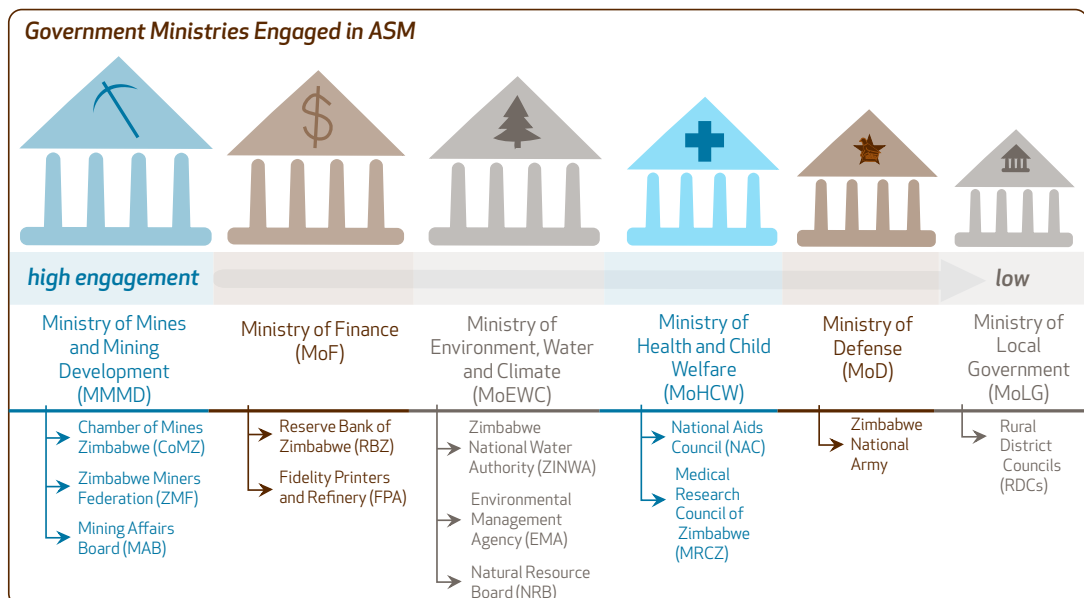 Government Ministries Engaged in ASM
$
high engagement
low
Ministry of Mines
and Mining
Development
(MMMD)
Chamber of Mines
Zimbabwe (CoMZ)
Zimbabwe Miners
Federation (ZMF)
Mining Affairs
Board (MAB)
Ministry of Finance
(MoF)
Reserve Bank of
Zimbabwe (RBZ)
Fidelity Printers
and Refinery (FPA)
Ministry of
Environment, Water
and Climate
(MoEWC)
Zimbabwe
National Water
Authority (ZINWA)
Environmental
Management
Agency (EMA)
Natural Resource
Board (NRB)
Ministry of
Health and Child
Welfare
(MoHCW)
National Aids
Council (NAC)
Medical
Research
Council of
Zimbabwe
(MRCZ)
Ministry of
Defense
(MoD)
Zimbabwe
National
Army
Ministry of
Local
Government
(MoLG)
Rural
District
Councils
(RDCs)